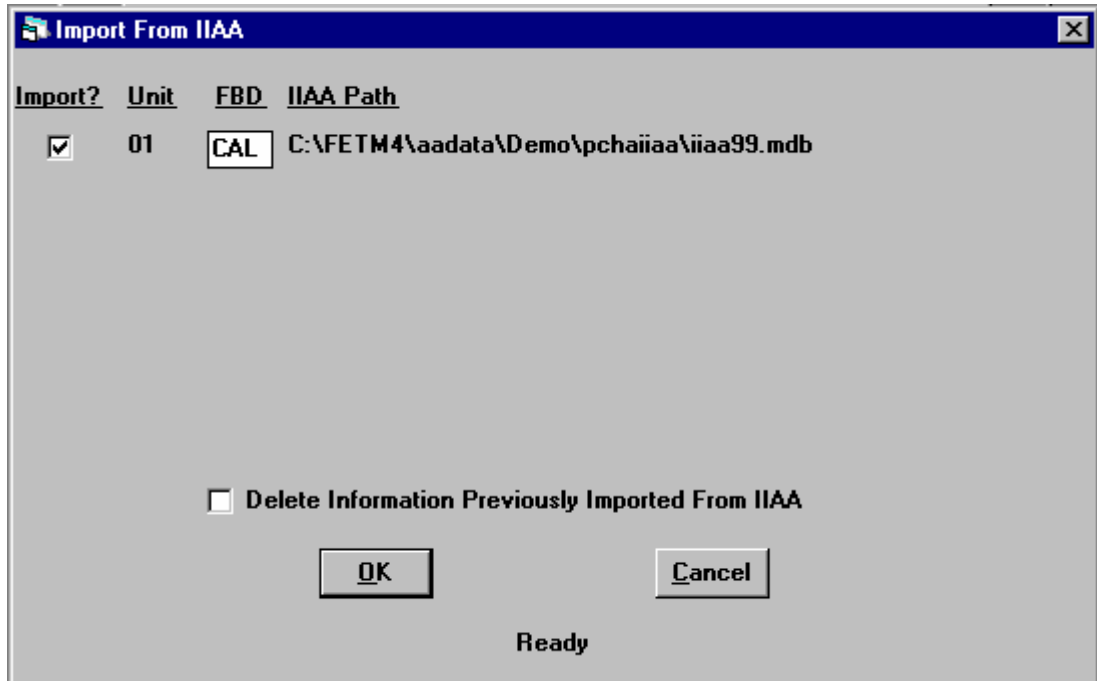 Import From IIAA
Import? Unit FBD IIAA Path
01 CAL C:\FETM4\aadata\Demo\pchaiiaa\iiaa99.mdb
Delete Information Previously Imported From IIAA
OK Cancel
Ready